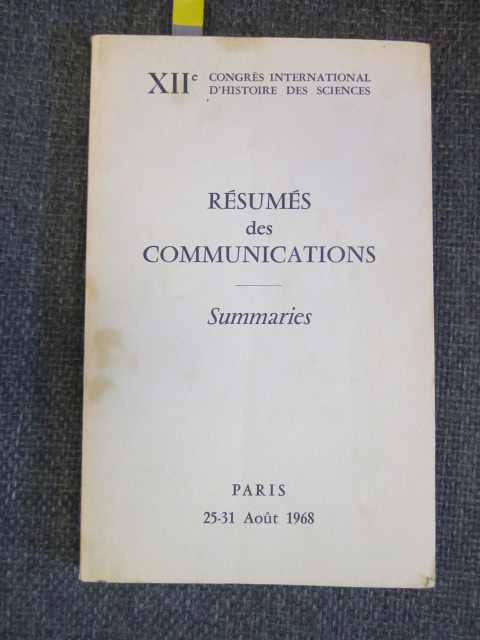 XIIe CONGRÈS INTERNATIONAL
D'HISTOIRE DES SCIENCES
RÉSUMÉS
des
COMMUNICATIONS
Summaries
PARIS
25-31 Août 1968